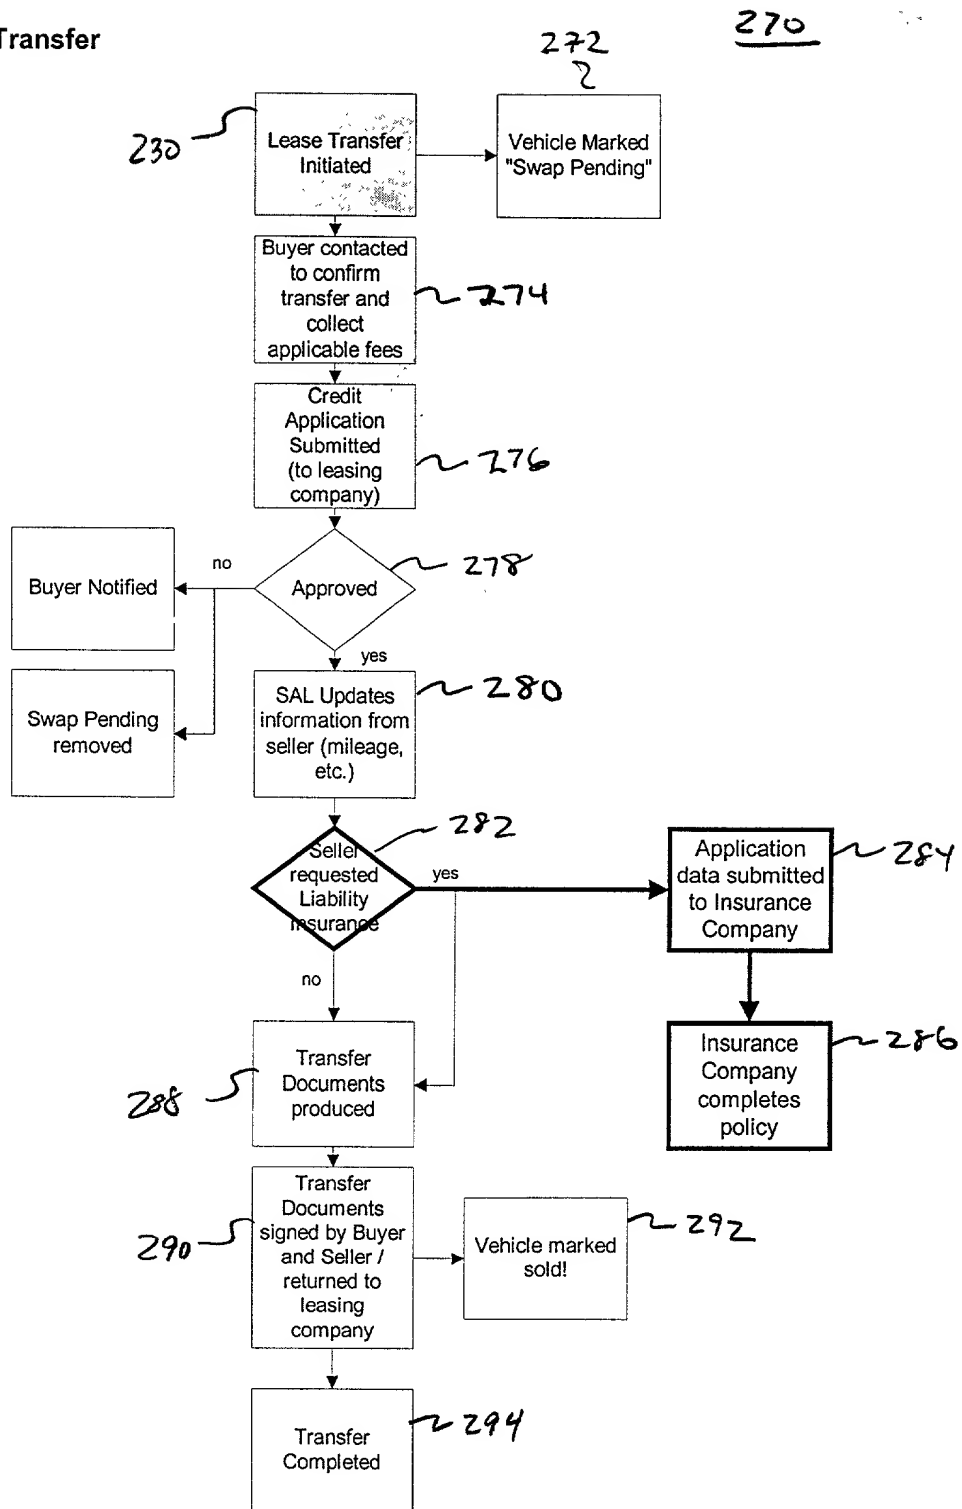 Transfer
270
272
230
Lease Transfer
Initiated
Vehicle Marked
"Swap Pending"
Buyer contacted
to confirm
transfer and
collect
applicable fees
274
Credit
Application
Submitted
(to leasing
company)
276
Buyer Notified
no
Approved
278
yes
Swap Pending
removed
SAL Updates
information from
seller (mileage,
etc.)
280
282
Seller
requested
Liability
insurance
yes
Application
data submitted
to Insurance
Company
284
no
Insurance
Company
completes
policy
286
288
Transfer
Documents
produced
290
Transfer
Documents
signed by Buyer
and Seller /
returned to
leasing
company
Vehicle marked
sold!
292
Transfer
Completed
294